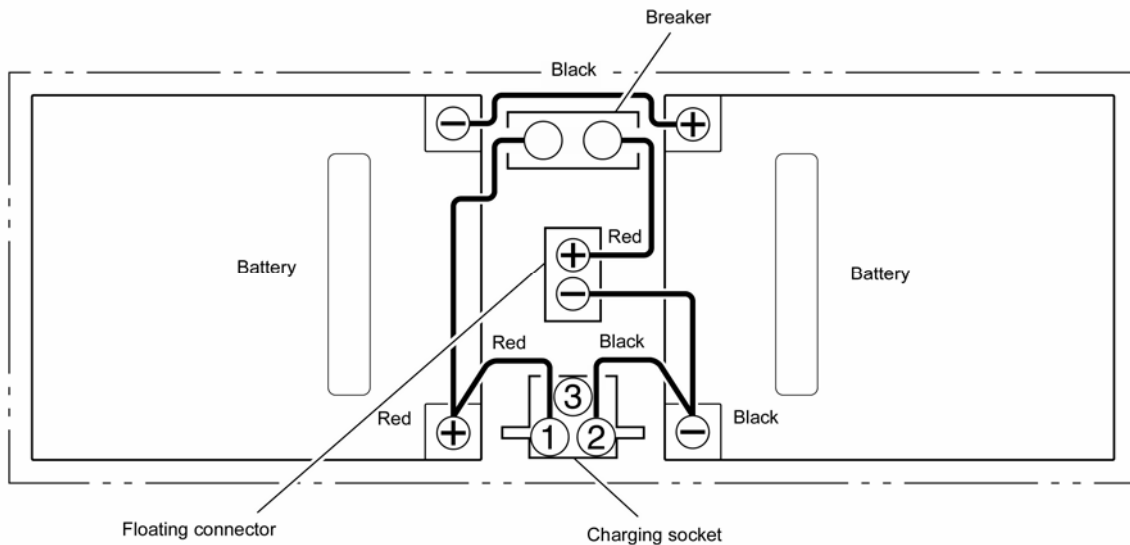 Breaker
Black
− +
+
Red
Battery
Battery
−
Red
Black
3
Red
+
1 2
−
Black
Floating connector
Charging socket